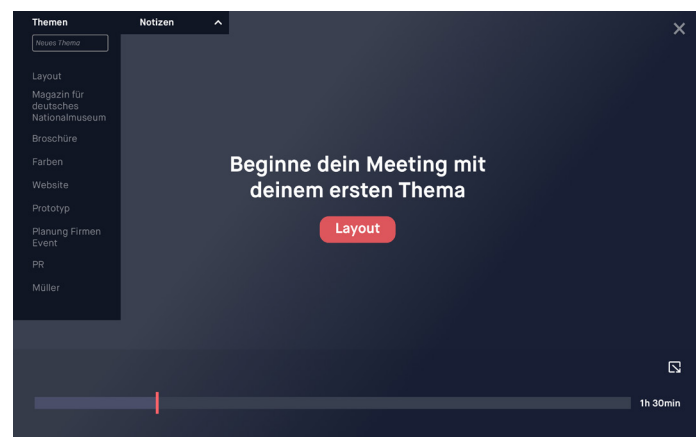 Themen
Notizen
Neues Thema
Layout
Magazin für
deutsches
Nationalmuseum
Broschüre
Farben
Website
Prototyp
Planung Firmen
Event
PR
Müller
Beginne dein Meeting mit
deinem ersten Thema
Layout
1h 30min